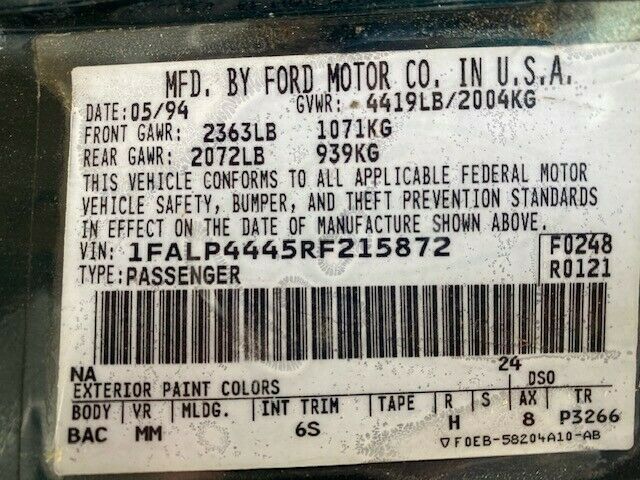 MFD. BY FORD MOTOR CO. IN U.S.A.
DATE: 05/94 GVWR: 4419LB/2004KG
FRONT GAWR: 2363LB 1071KG
REAR GAWR: 2072LB 939KG
THIS VEHICLE CONFORMS TO ALL APPLICABLE FEDERAL MOTOR
VEHICLE SAFETY, BUMPER, AND THEFT PREVENTION STANDARDS
IN EFFECT ON THE DATE OF MANUFACTURE SHOWN ABOVE.
VIN: 1FALP4445RF215872 F0248
TYPE: PASSENGER R0121
NA 24
EXTERIOR PAINT COLORS DSO
BODY VR MLDG. INT TRIM TAPE R S AX TR
BAC MM 6S H 8 P3266
▽F0EB-58204A10-AB